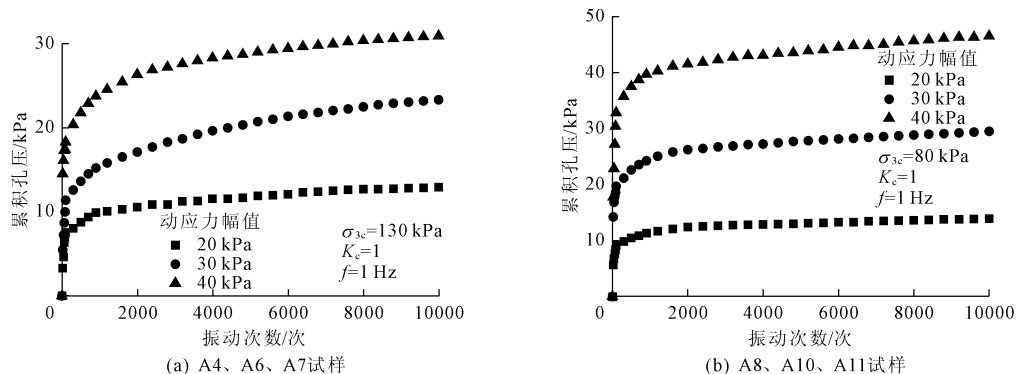 累积孔压/kPa
30
20
10
0
2000
4000
6000
8000
10000
振动次数/次
动应力幅值
20 kPa
30 kPa
40 kPa
σ3c=130 kPa
Kc=1
f=1 Hz
(a) A4、A6、A7试样
累积孔压/kPa
50
40
30
20
10
0
2000
4000
6000
8000
10000
振动次数/次
动应力幅值
20 kPa
30 kPa
40 kPa
σ3c=80 kPa
Kc=1
f=1 Hz
(b) A8、A10、A11试样